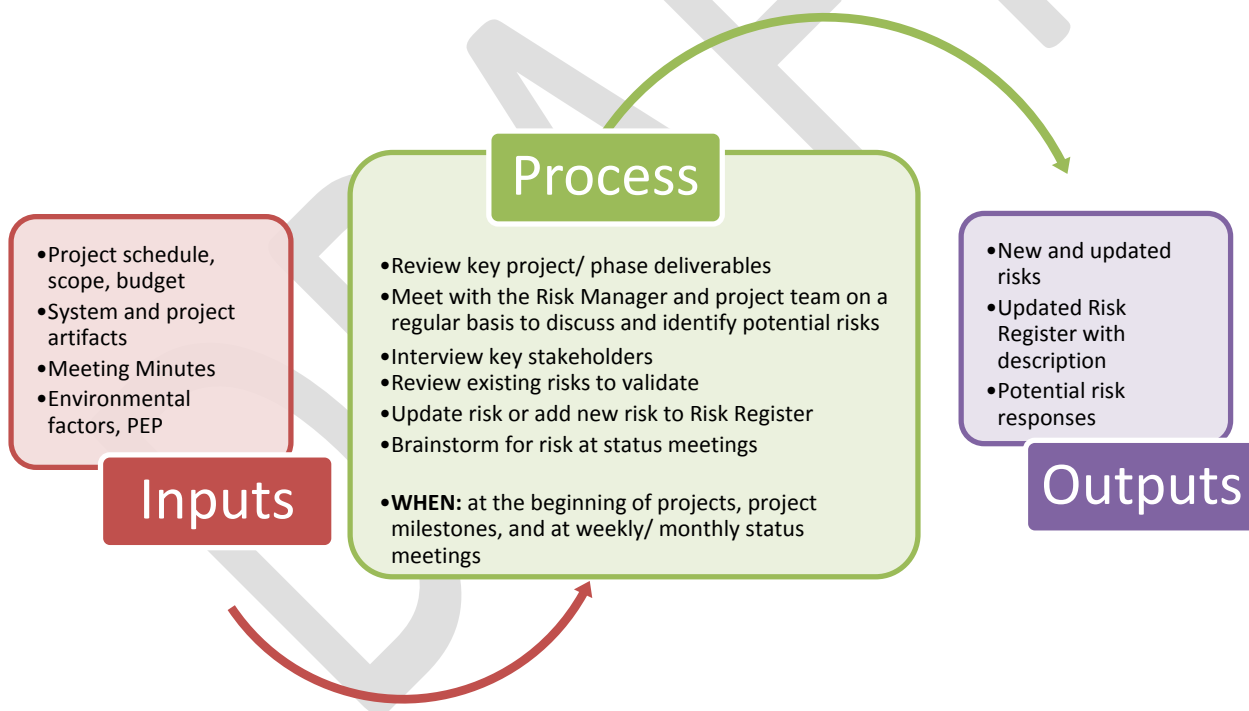 Process
•Project schedule,
scope, budget
•System and project
artifacts
•Meeting Minutes
•Environmental
factors, PEP
Inputs
•Review key project/ phase deliverables
•Meet with the Risk Manager and project team on a
regular basis to discuss and identify potential risks
•Interview key stakeholders
•Review existing risks to validate
•Update risk or add new risk to Risk Register
•Brainstorm for risk at status meetings
•WHEN: at the beginning of projects, project
milestones, and at weekly/ monthly status
meetings
•New and updated
risks
•Updated Risk
Register with
description
•Potential risk
responses
Outputs